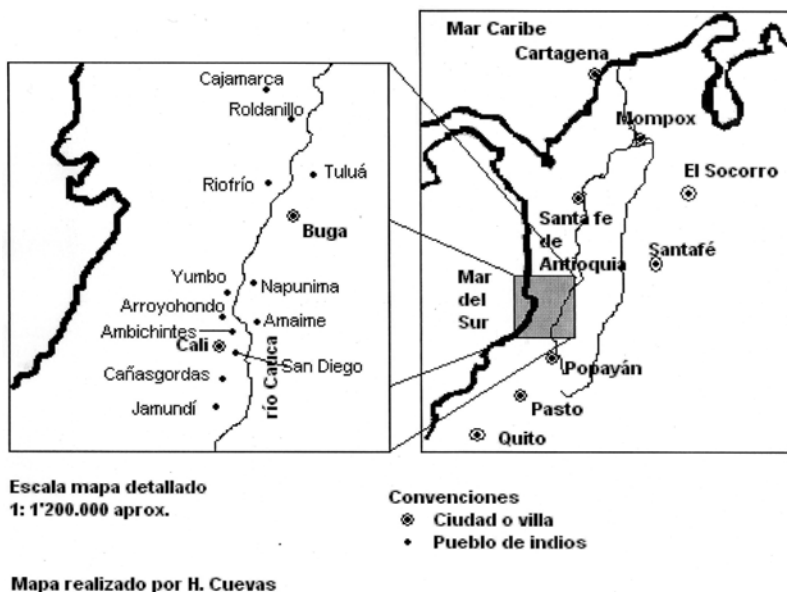 Mar Caribe
Cartagena
Mompox
El Socorro
Santa fe
de
Antioquia
Santafé
Mar
del
Sur
Popayán
Pasto
Quito
Cajamarca
Roldanillo
Tuluá
Riofrío
Buga
Yumbo
Napunima
Arroyohondo
Amaime
Ambichintes
Cali
San Diego
Cañasgordas
río Cauca
Jamundí
Escala mapa detallado
1: 1'200.000 aprox.
Convenciones
Ciudad o villa
Pueblo de indios
Mapa realizado por H. Cuevas